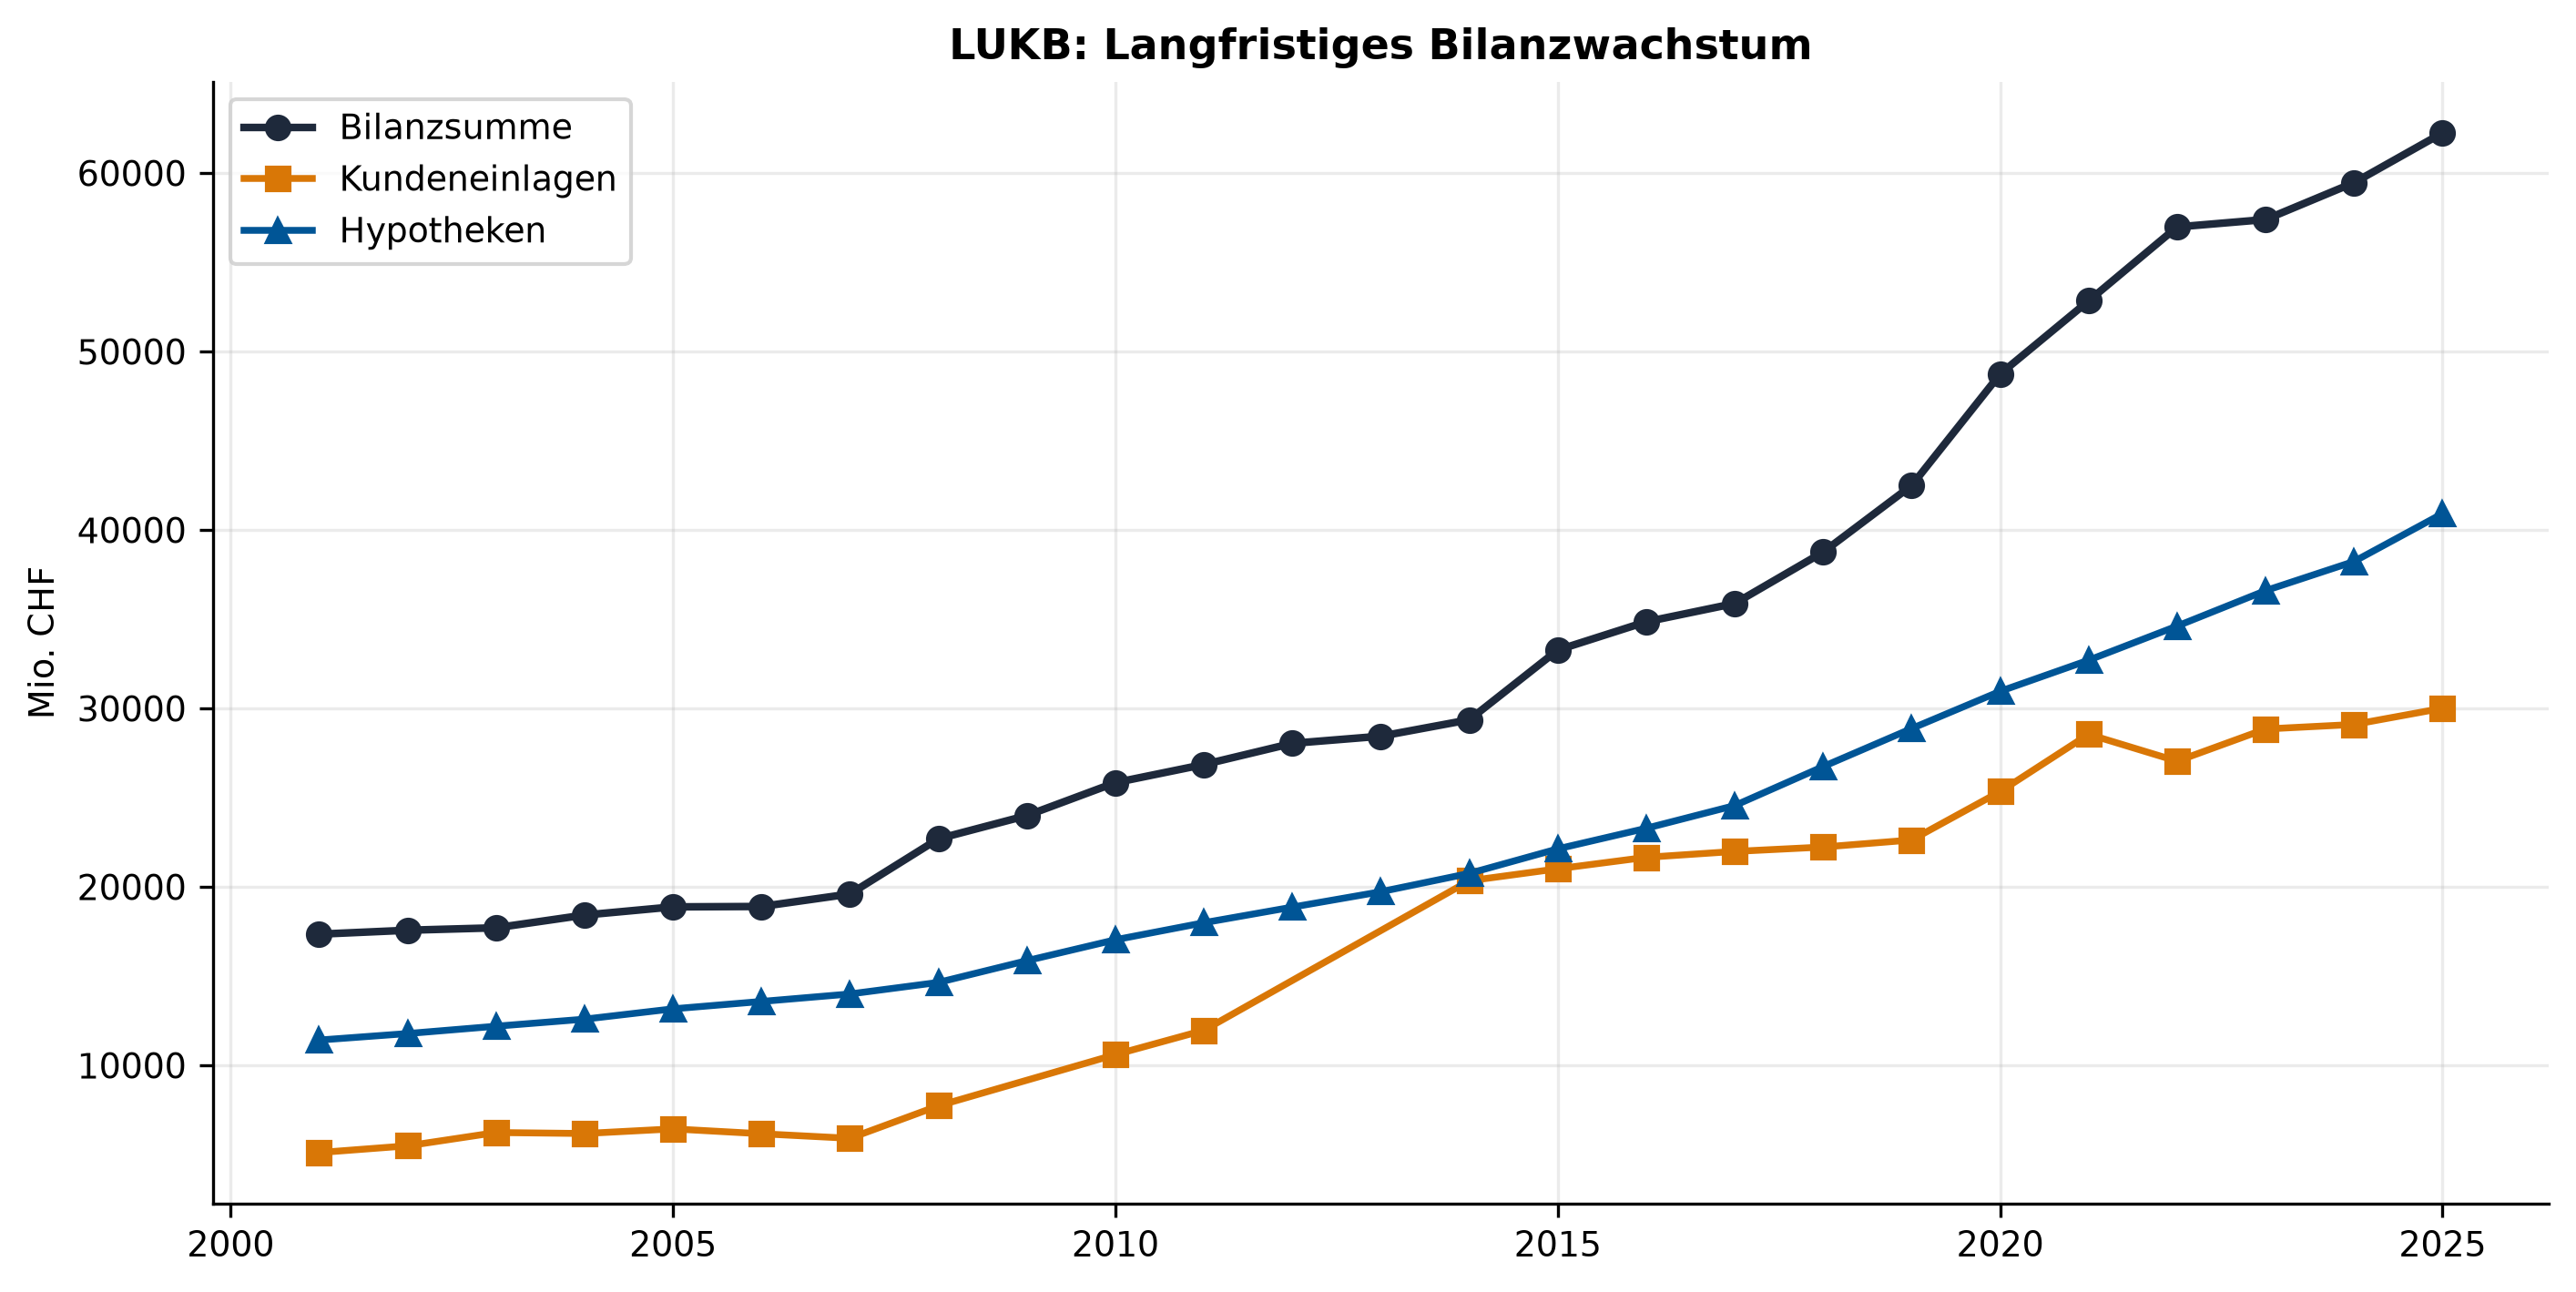 LUKB: Langfristiges Bilanzwachstum
Bilanzsumme
Kundeneinlagen
Hypotheken
Mio. CHF
60000
50000
40000
30000
20000
10000
2000 2005 2010 2015 2020 2025